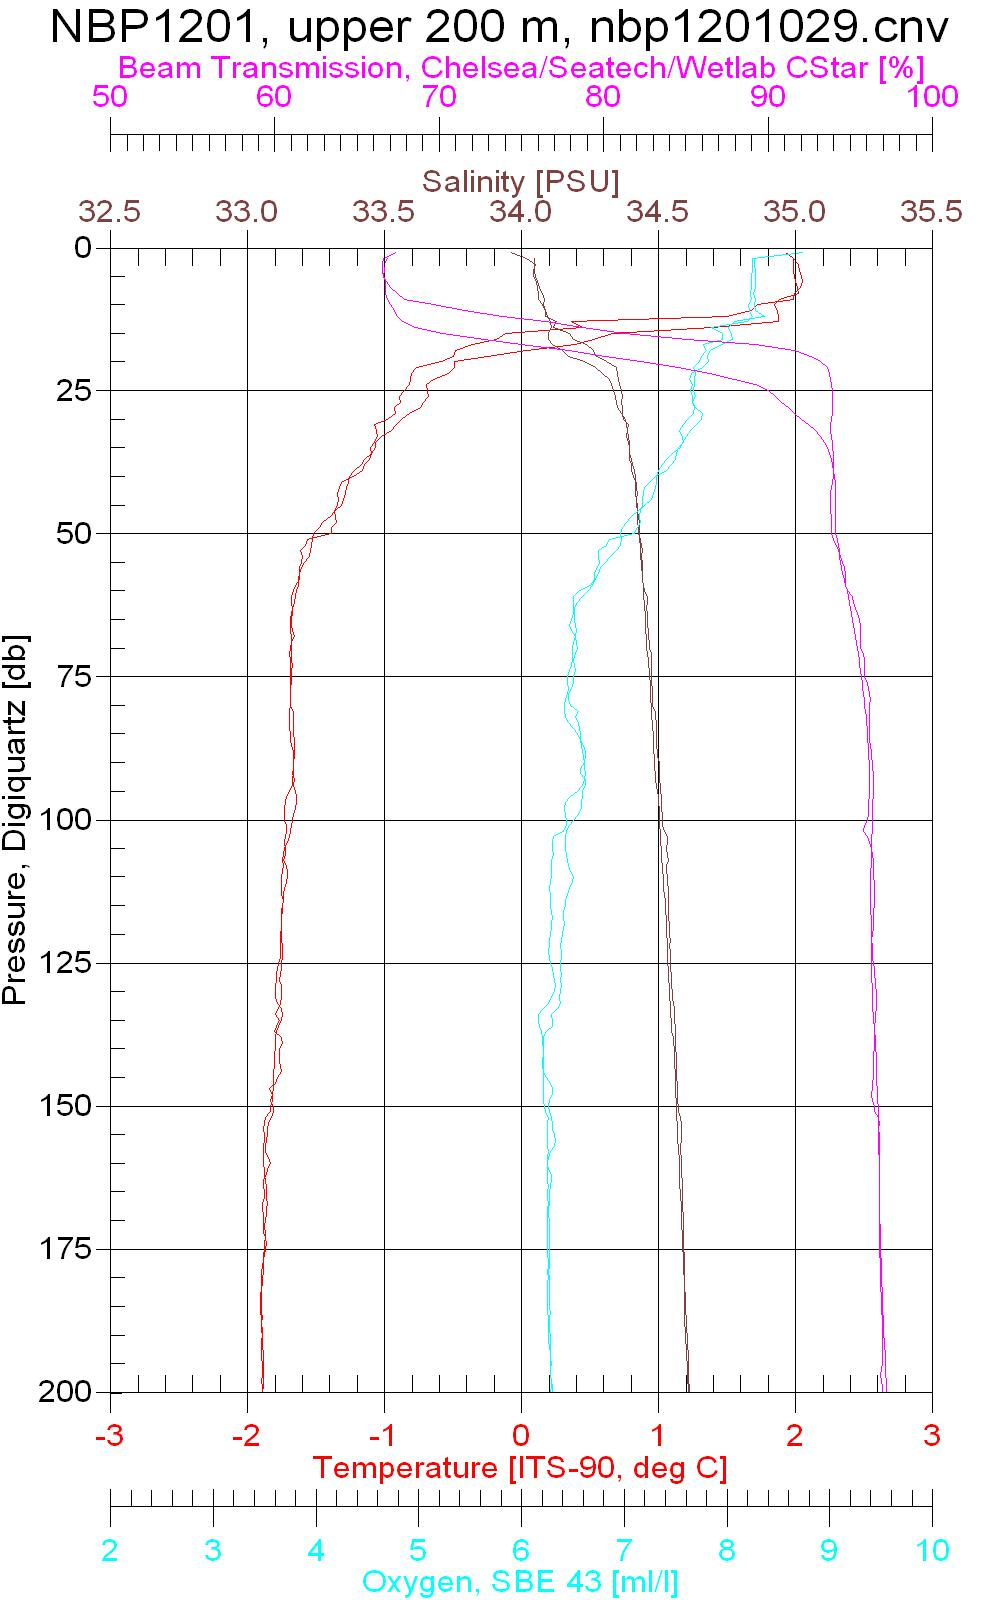 NBP1201, upper 200 m, nbp1201029.cnv
Beam Transmission, Chelsea/Seatech/Wetlab CStar [%]
50 60 70 80 90 100
Salinity [PSU]
32.5 33.0 33.5 34.0 34.5 35.0 35.5
0
25
50
75
100
125
150
175
200
Pressure, Digiquartz [db]
-3 -2 -1 0 1 2 3
Temperature [ITS-90, deg C]
2 3 4 5 6 7 8 9 10
Oxygen, SBE 43 [ml/l]